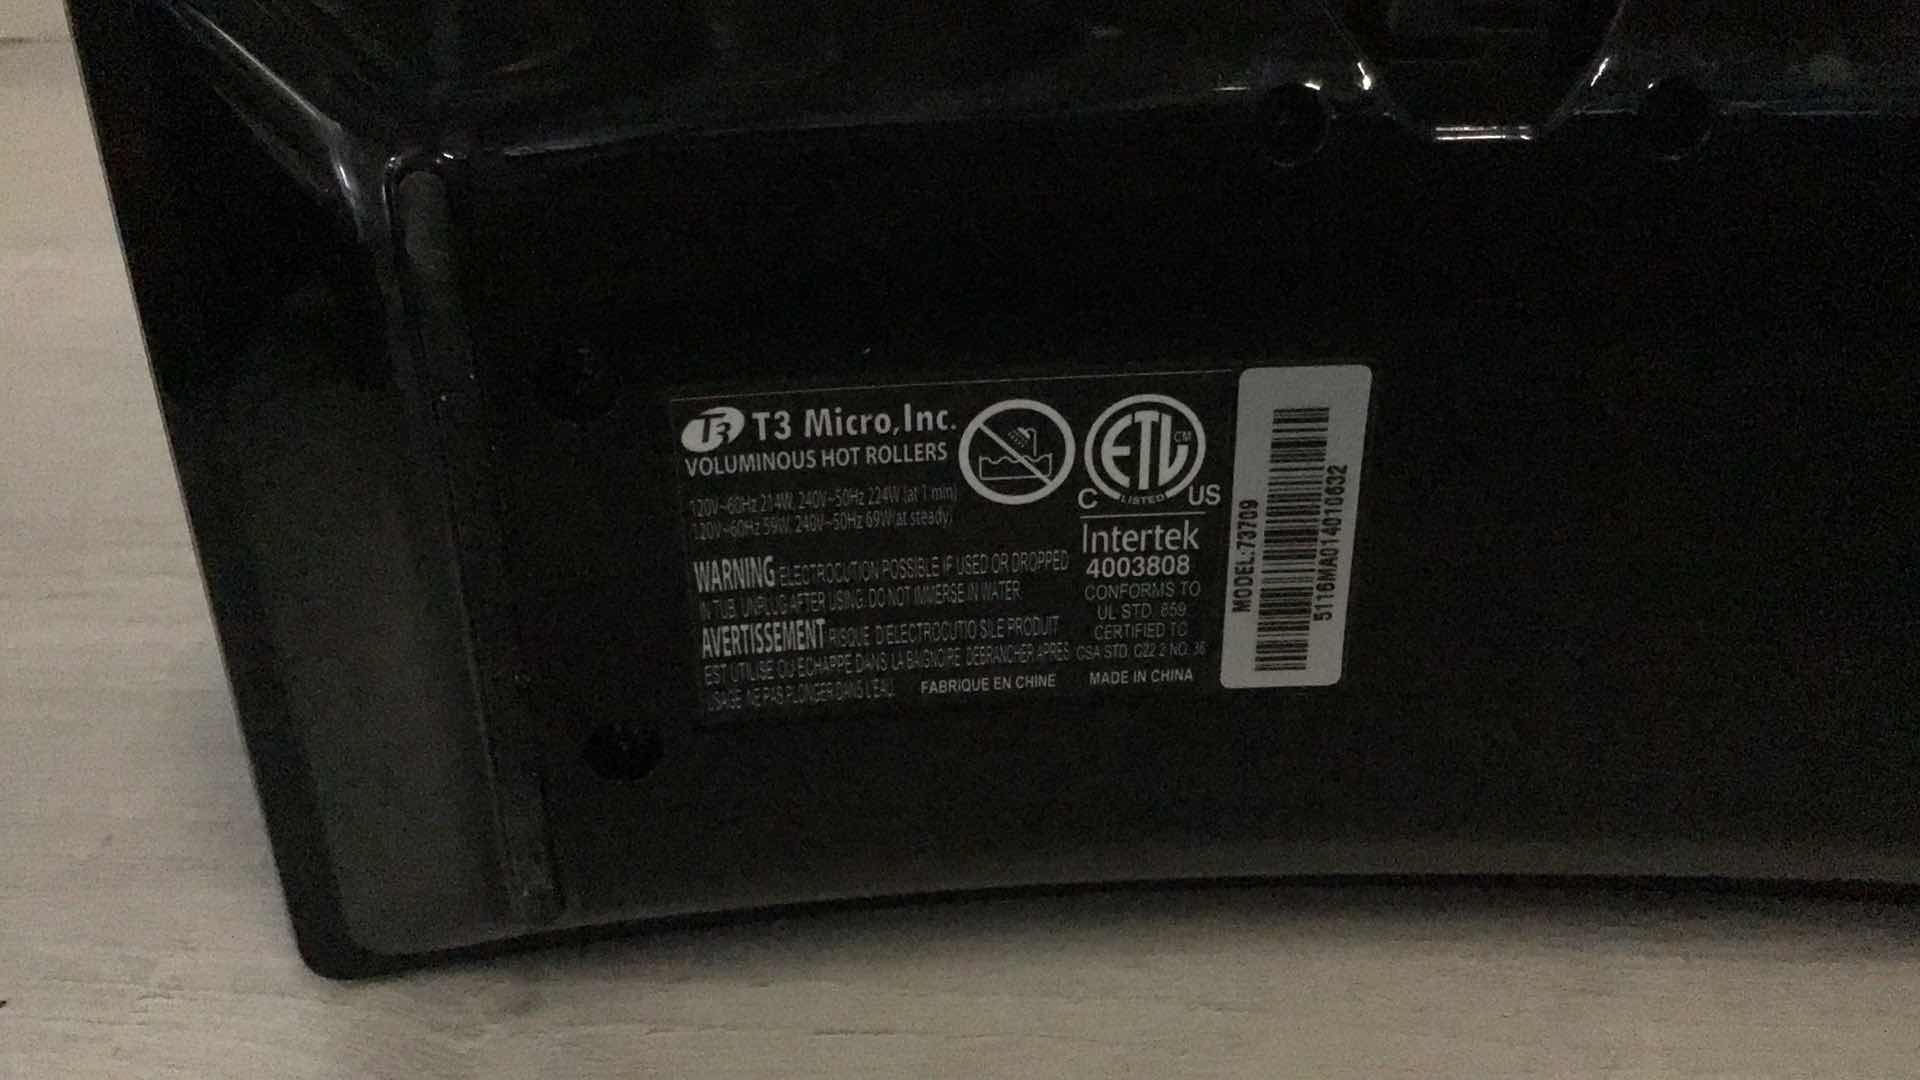 T3 T3 Micro,Inc.
VOLUMINOUS HOT ROLLERS
120V~60Hz 214W, 240V~50Hz 224W (at 1 min)
120V~60Hz 59W, 240V~50Hz 69W(at steady)
WARNING ELECTROCUTION POSSIBLE IF USED OR DROPPED
IN TUB. UNPLUG AFTER USING. DO NOT IMMERSE IN WATER
AVERTISSEMENT RISQUE D'ELECTROCUTIO SILE PRODUIT
EST UTILISE OU ECHAPPE DANS LA BAIGNOIRE DEBRANCHER APRES
USAGE NE PAS PLONGER DANS L'EAU.
FABRIQUE EN CHINE
ETL CM
C LISTED US
Intertek
4003808
CONFORMS TO
UL STD. 859
CERTIFIED TO
CSA STD. C22.2 NO. 36
MADE IN CHINA
MODEL:73709
5116MA014010632